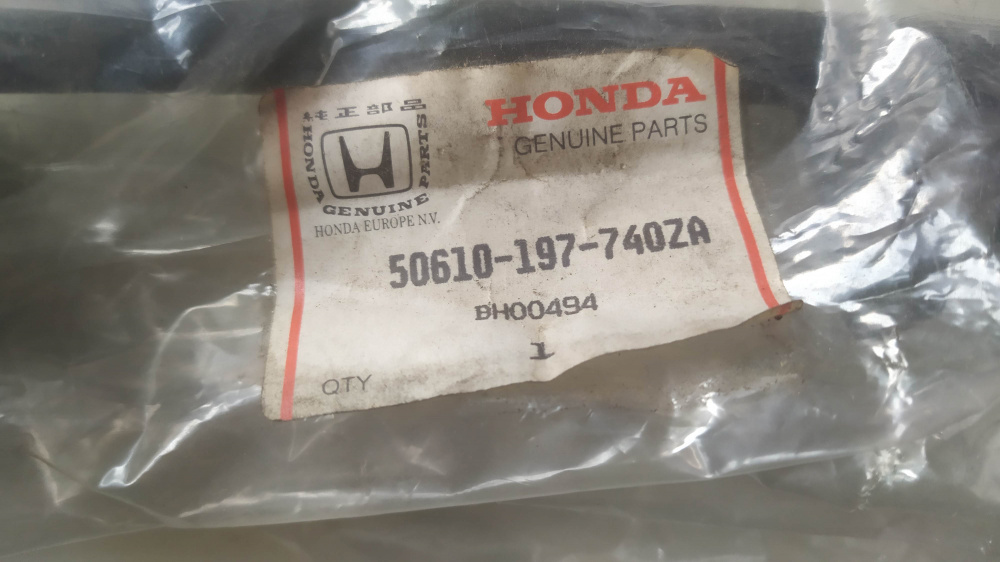 純正部品
HONDA GENUINE PARTS
HONDA EUROPE N.V.
HONDA
GENUINE PARTS
50610-197-740ZA
BH00494
1
QTY